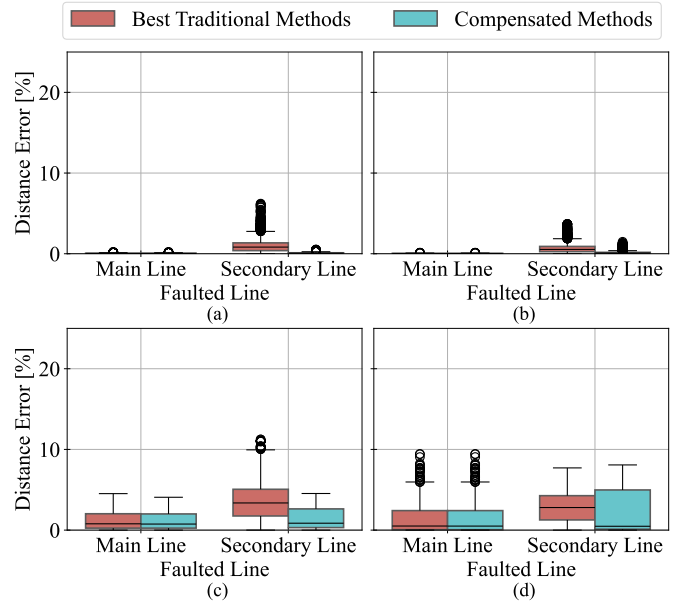 Best Traditional Methods Compensated Methods
Distance Error [%]
20
10
0
Main Line Secondary Line Main Line Secondary Line
Faulted Line Faulted Line
(a) (b)
Distance Error [%]
20
10
0
Main Line Secondary Line Main Line Secondary Line
Faulted Line Faulted Line
(c) (d)